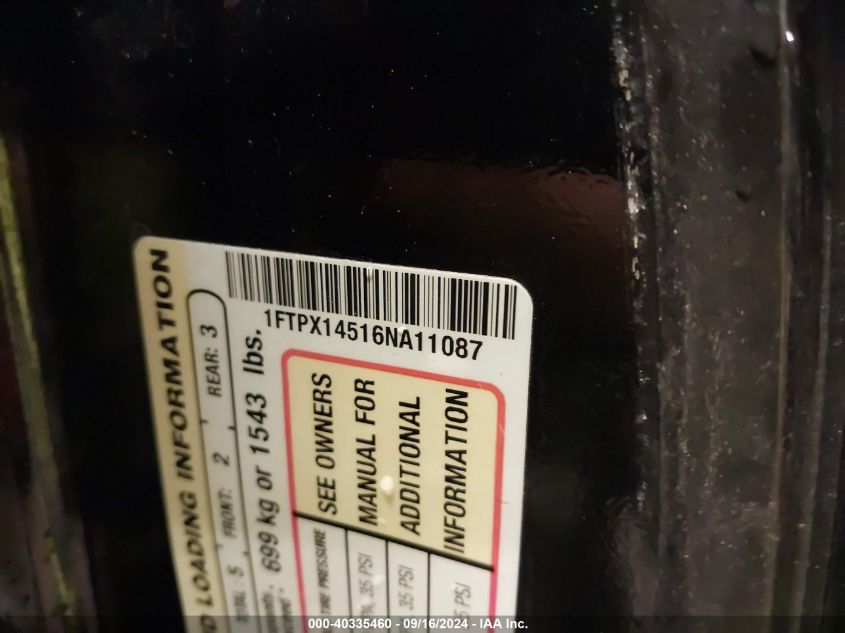 D LOADING INFORMATION
TOTAL: 5 FRONT: 2 REAR: 3
699 kg or 1543 lbs.
1FTPX14516NA11087
SEE OWNERS
MANUAL FOR
ADDITIONAL
INFORMATION
TIRE PRESSURE
35 PSI
35 PSI
PSI
000-40335460 - 09/16/2024 - IAA Inc.